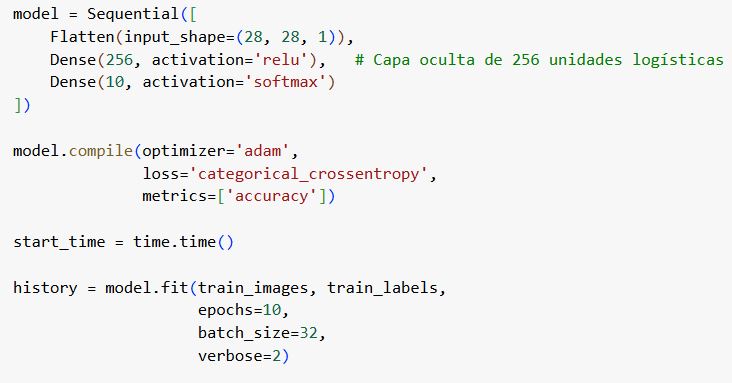 model = Sequential([
    Flatten(input_shape=(28, 28, 1)),
    Dense(256, activation='relu'),   # Capa oculta de 256 unidades logísticas
    Dense(10, activation='softmax')
])

model.compile(optimizer='adam',
              loss='categorical_crossentropy',
              metrics=['accuracy'])

start_time = time.time()

history = model.fit(train_images, train_labels,
                    epochs=10,
                    batch_size=32,
                    verbose=2)